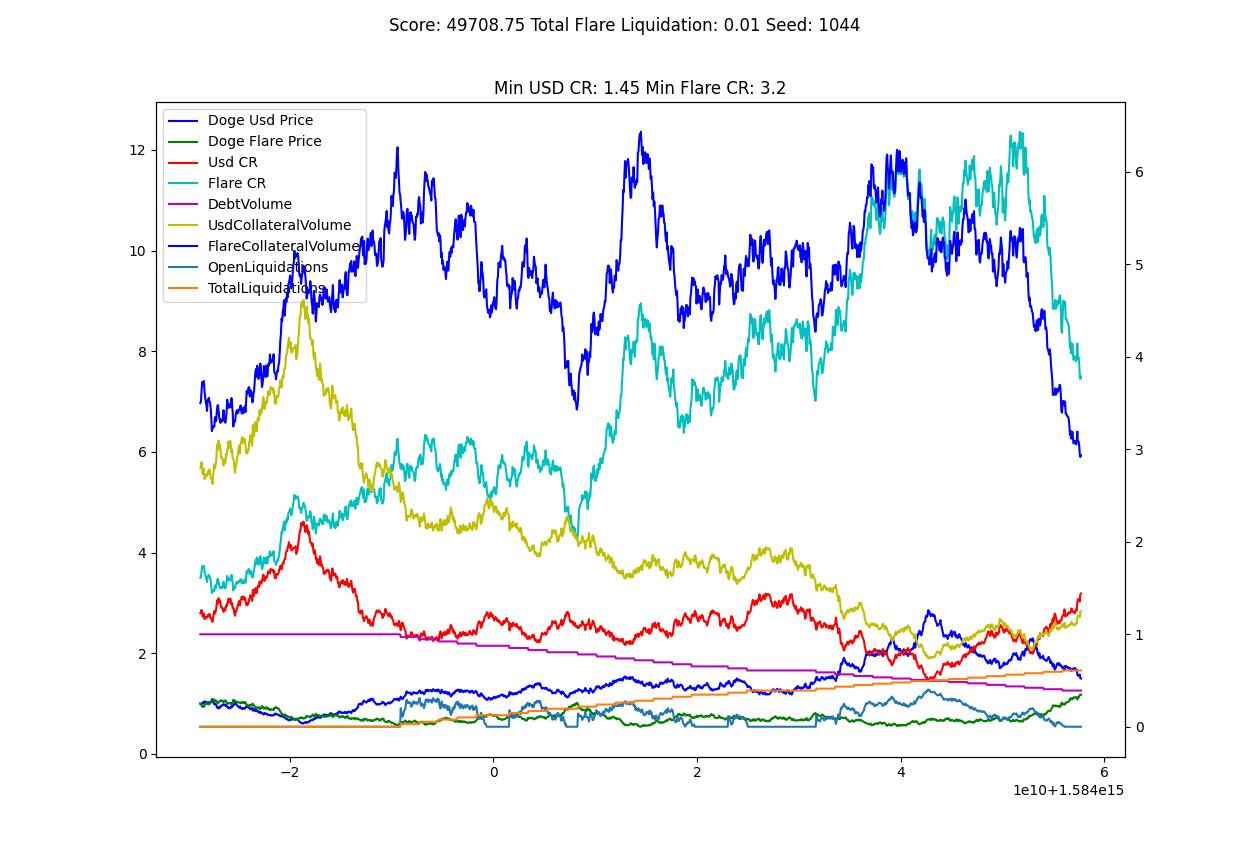 Score: 49708.75 Total Flare Liquidation: 0.01 Seed: 1044
Min USD CR: 1.45 Min Flare CR: 3.2
Doge Usd Price
Doge Flare Price
Usd CR
Flare CR
DebtVolume
UsdCollateralVolume
FlareCollateralVolume
OpenLiquidations
TotalLiquidations
12
10
8
6
4
2
0
6
5
4
3
2
1
0
−2
0
2
4
6
1e10+1.584e15